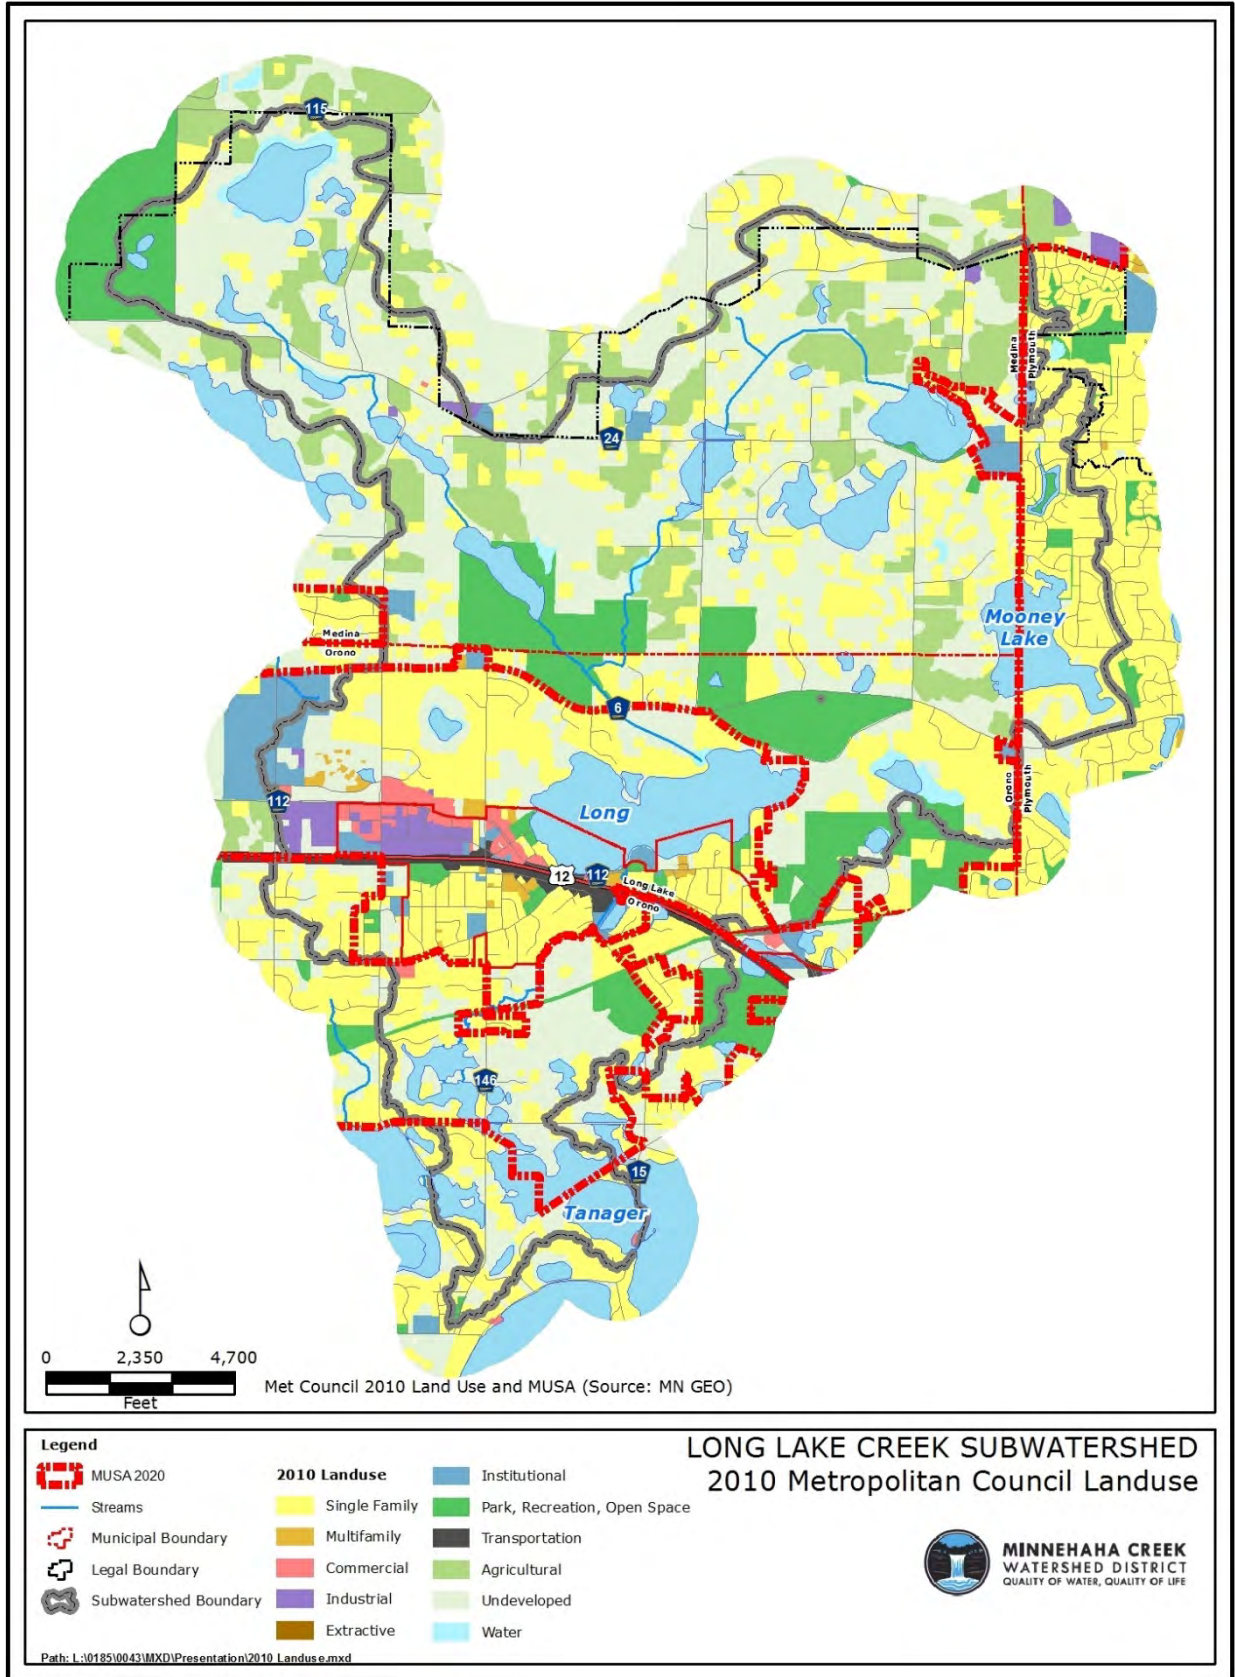 115
24
Medina
Plymouth
Mooney
Lake
Medina
Orono
6
112
Long
Orono
Plymouth
12
112
Long Lake
Orono
146
15
Tanager
0 2,350 4,700
Feet
Met Council 2010 Land Use and MUSA (Source: MN GEO)
Legend
MUSA 2020
Streams
Municipal Boundary
Legal Boundary
Subwatershed Boundary
2010 Landuse
Single Family
Multifamily
Commercial
Industrial
Extractive
Institutional
Park, Recreation, Open Space
Transportation
Agricultural
Undeveloped
Water
LONG LAKE CREEK SUBWATERSHED
2010 Metropolitan Council Landuse
MINNEHAHA CREEK
WATERSHED DISTRICT
QUALITY OF WATER, QUALITY OF LIFE
Path: L:\0185\0043\MXD\Presentation\2010 Landuse.mxd